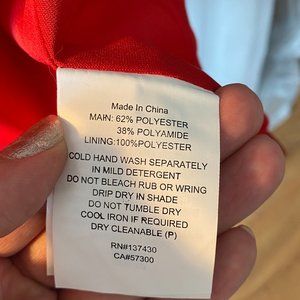 Made In China
MAIN: 62% POLYESTER
38% POLYAMIDE
LINING:100%POLYESTER
COLD HAND WASH SEPARATELY
IN MILD DETERGENT
DO NOT BLEACH RUB OR WRING
DRIP DRY IN SHADE
DO NOT TUMBLE DRY
COOL IRON IF REQUIRED
DRY CLEANABLE (P)
RN#137430
CA#57300